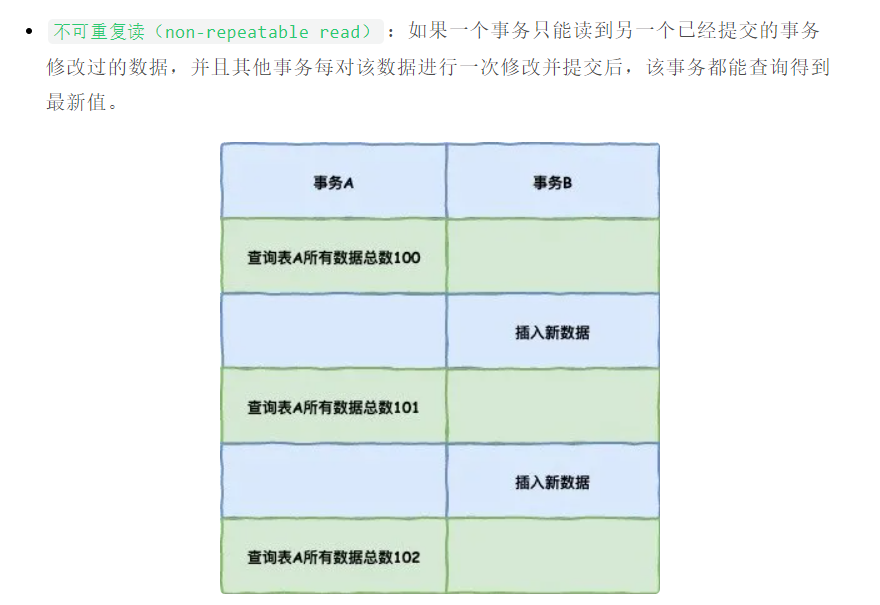 不可重复读（non-repeatable read）：如果一个事务只能读到另一个已经提交的事务
修改过的数据，并且其他事务每对该数据进行一次修改并提交后，该事务都能查询得到
最新值。
事务A 事务B
查询表A所有数据总数100
插入新数据
查询表A所有数据总数101
插入新数据
查询表A所有数据总数102